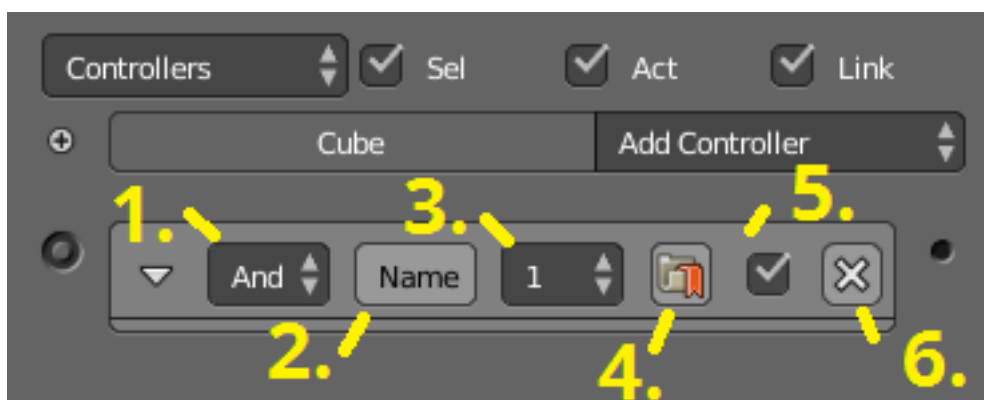 Controllers Sel Act Link
Cube Add Controller
1. 3. 5.
And Name 1
2. 4. 6.